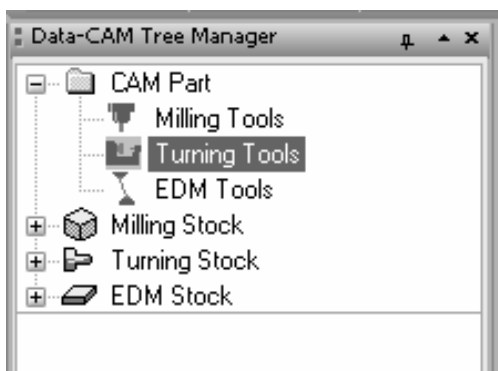 Data-CAM Tree Manager
CAM Part
Milling Tools
Turning Tools
EDM Tools
Milling Stock
Turning Stock
EDM Stock